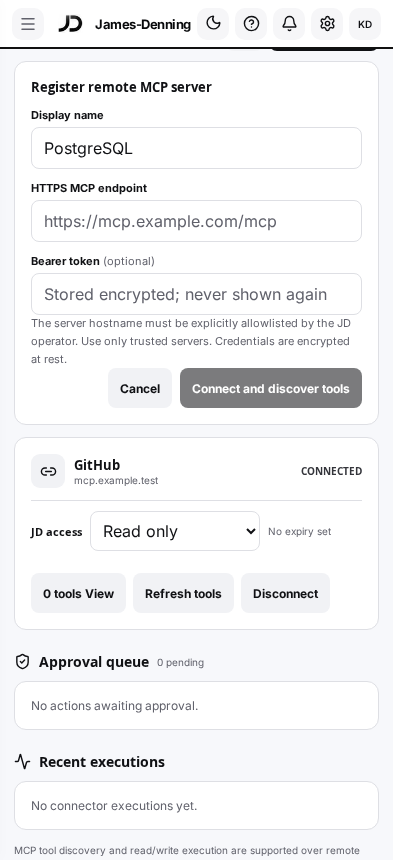 JD James-Denning KD
Register remote MCP server
Display name
PostgreSQL
HTTPS MCP endpoint
https://mcp.example.com/mcp
Bearer token (optional)
Stored encrypted; never shown again
The server hostname must be explicitly allowlisted by the JD
operator. Use only trusted servers. Credentials are encrypted
at rest.
Cancel Connect and discover tools
GitHub
mcp.example.test
CONNECTED
JD access Read only No expiry set
0 tools View Refresh tools Disconnect
Approval queue 0 pending
No actions awaiting approval.
Recent executions
No connector executions yet.
MCP tool discovery and read/write execution are supported over remote